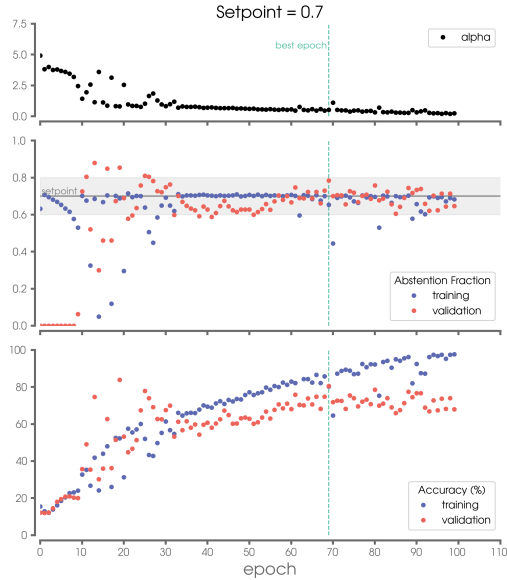 Setpoint = 0.7
7.5
5.0
2.5
0.0
best epoch
alpha
1.0
0.8
0.6
0.4
0.2
0.0
setpoint
Abstention Fraction
training
validation
100
80
60
40
20
0
Accuracy (%)
training
validation
0 10 20 30 40 50 60 70 80 90 100 110
epoch